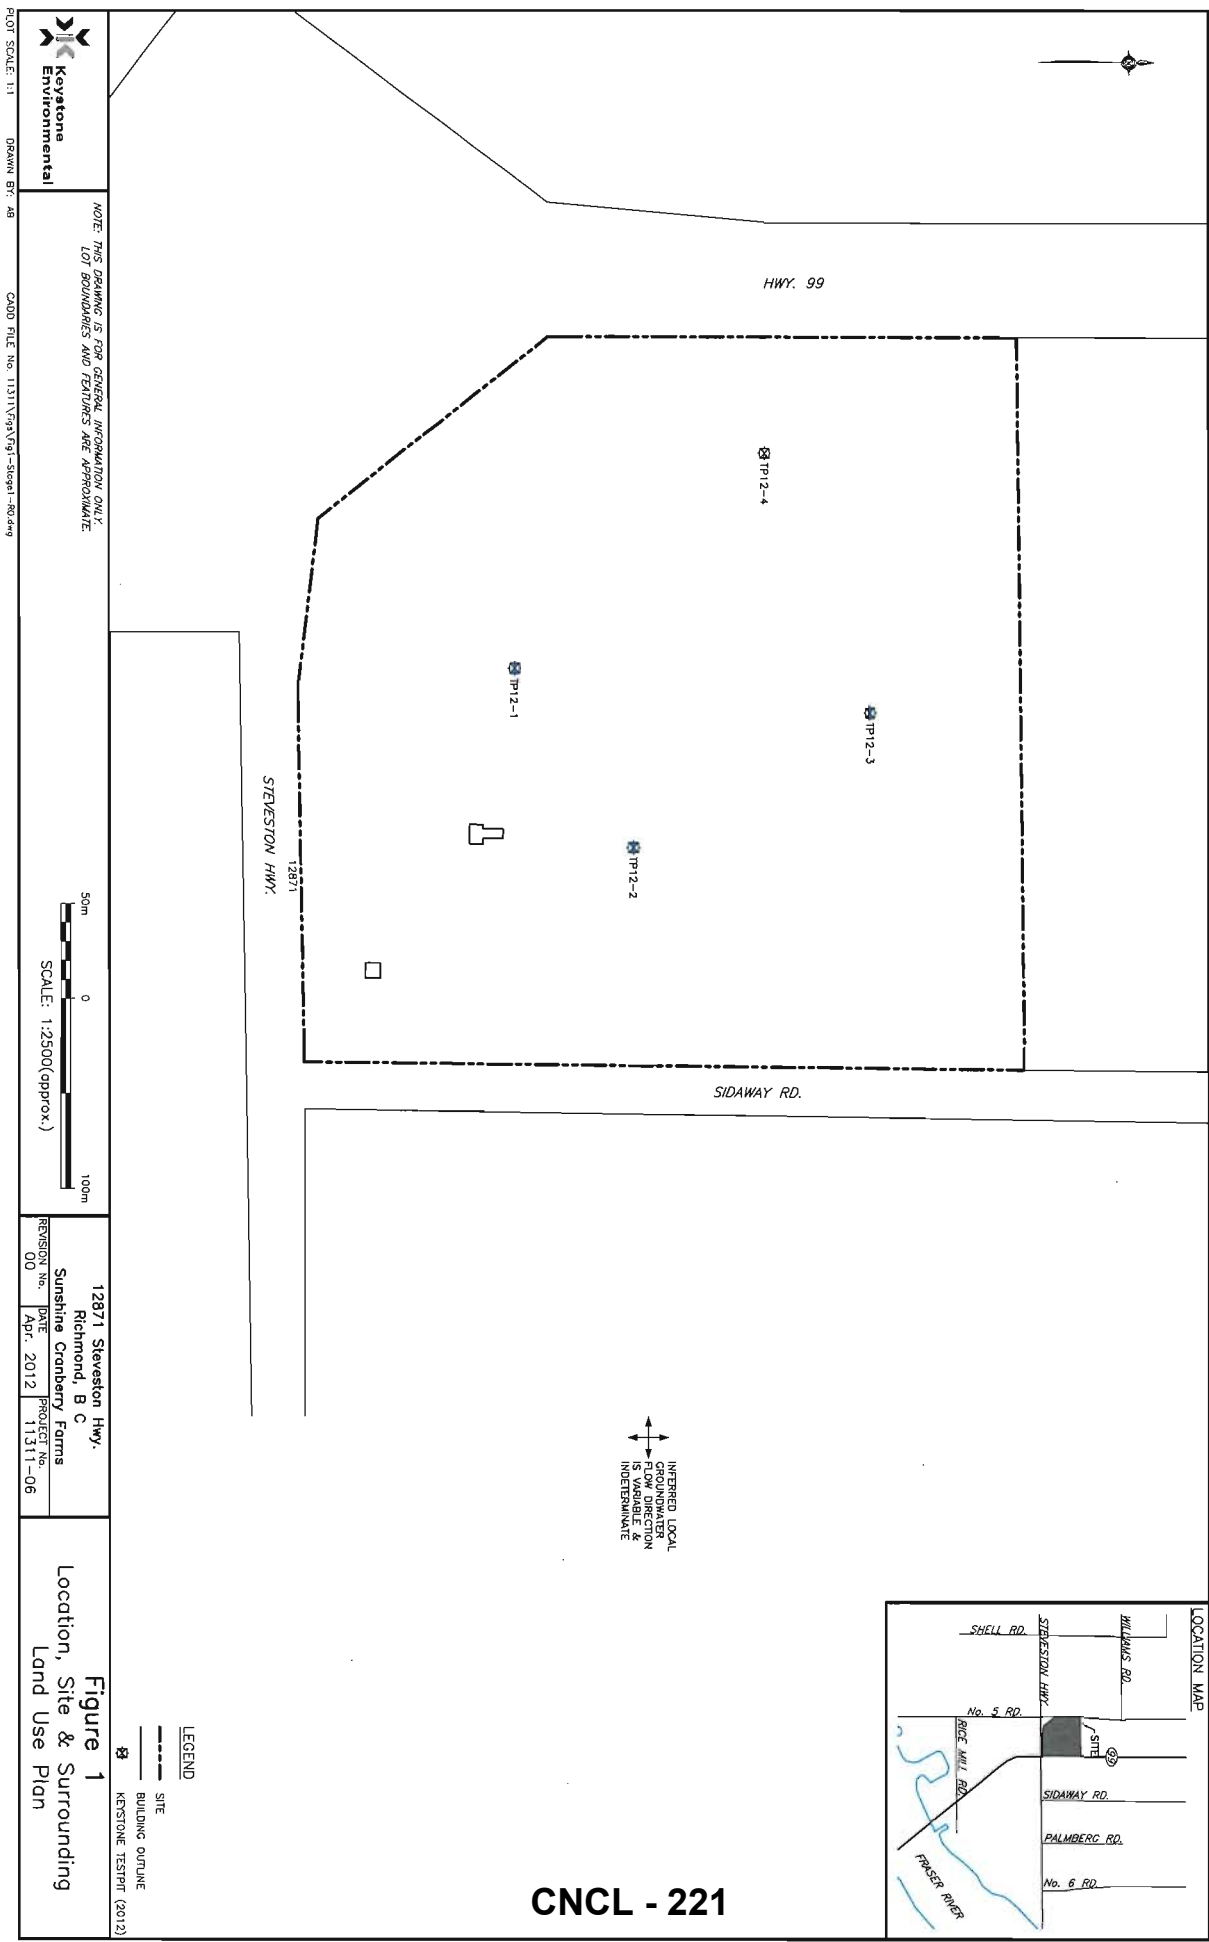 HWY. 99
TP12-4
TP12-3
TP12-1
TP12-2
12871
STEVESTON HWY.
SIDAWAY RD.
INFERRED LOCAL
GROUNDWATER
FLOW DIRECTION
IS VARIABLE &
INDETERMINATE
LOCATION MAP
WILLIAMS RD.
STEVESTON HWY.
SHELL RD.
No. 5 RD.
RICE MILL RD.
SITE
99
SIDAWAY RD.
PALMBERG RD.
No. 6 RD.
FRASER RIVER
LEGEND
SITE
BUILDING OUTLINE
KEYSTONE TESTPIT (2012)
Keystone
Environmental
NOTE: THIS DRAWING IS FOR GENERAL INFORMATION ONLY.
LOT BOUNDARIES AND FEATURES ARE APPROXIMATE.
50m 0 100m
SCALE: 1:2500(approx.)
12871 Steveston Hwy.
Richmond, B C
Sunshine Cranberry Farms
REVISION No. DATE PROJECT No.
00 Apr. 2012 11311-06
Figure 1
Location, Site & Surrounding
Land Use Plan
PLOT SCALE: 1:1 DRAWN BY: AB CADD FILE No. 11311\Figs\Fig1-Stage1-R0.dwg
CNCL - 221